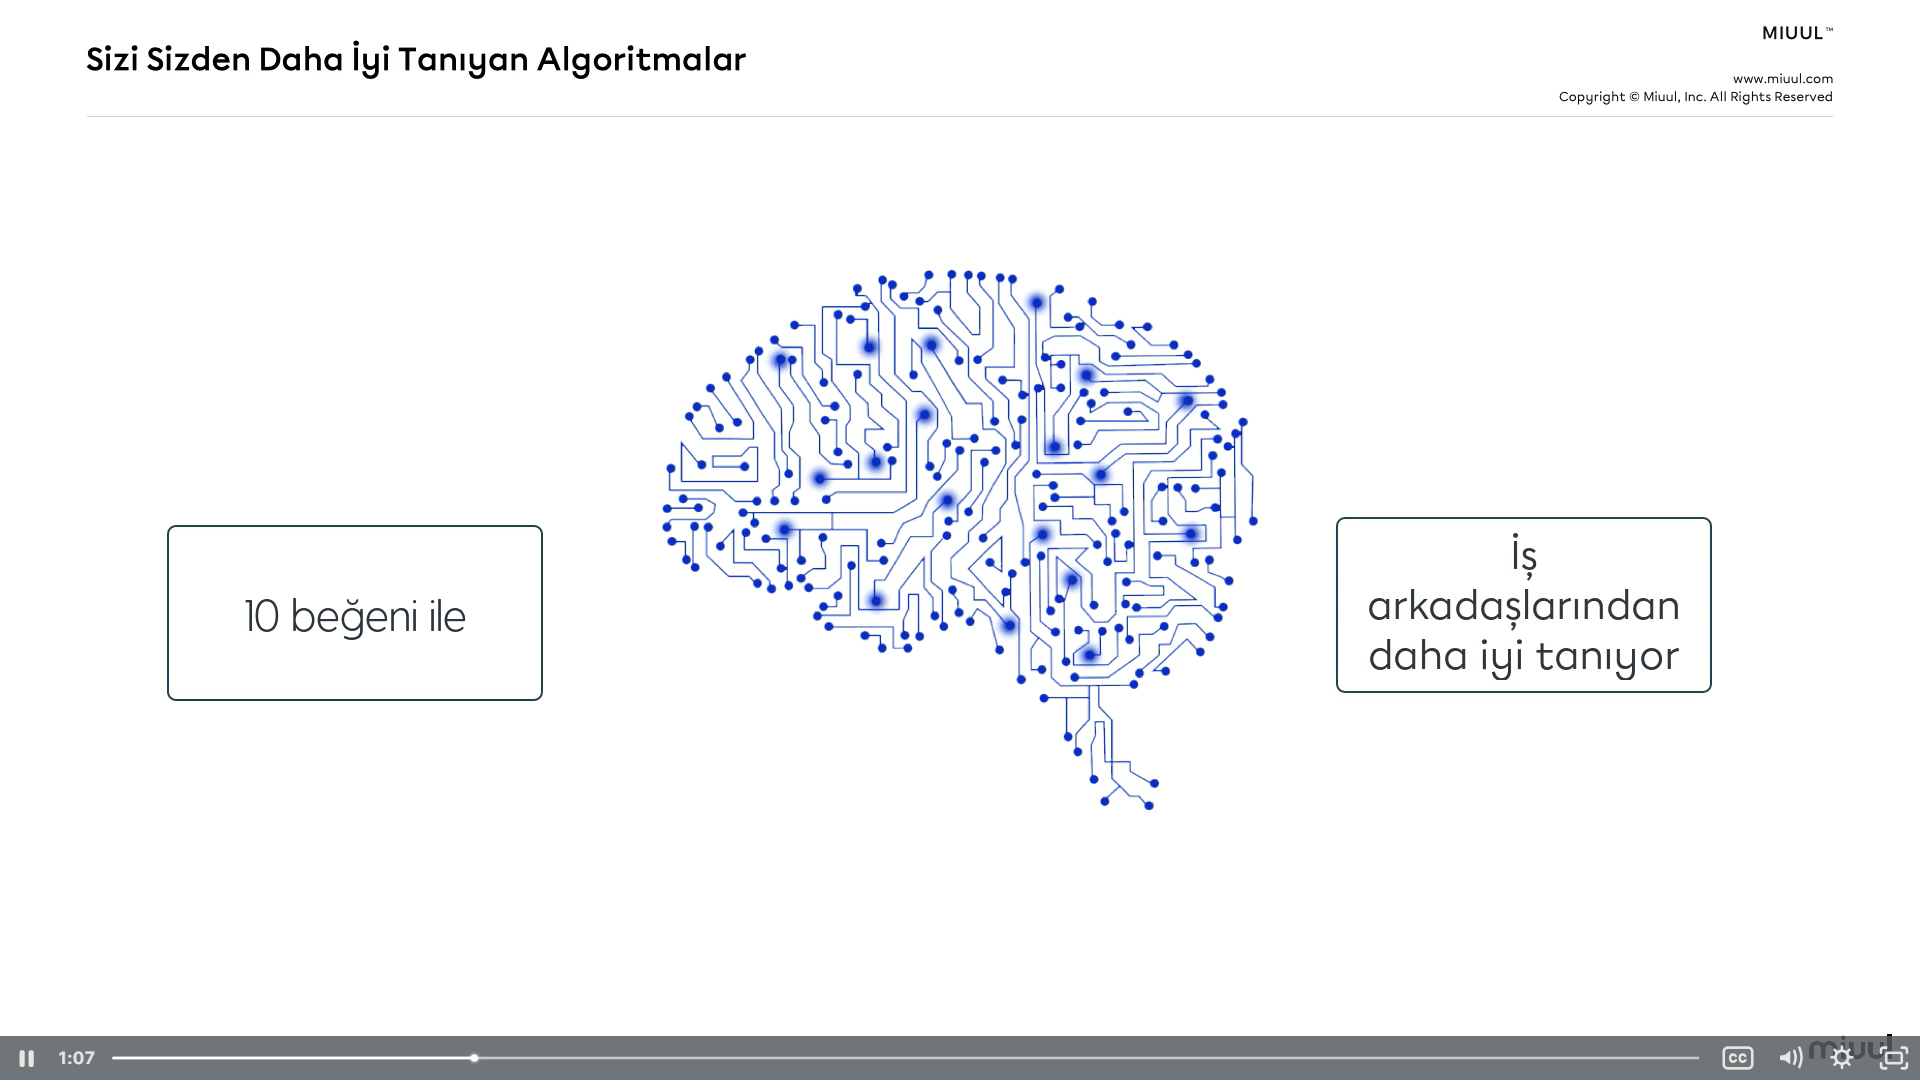 Sizi Sizden Daha İyi Tanıyan Algoritmalar
MIUUL™
www.miuul.com
Copyright © Miuul, Inc. All Rights Reserved
10 beğeni ile
İş
arkadaşlarından
daha iyi tanıyor
1:07
CC
miuul